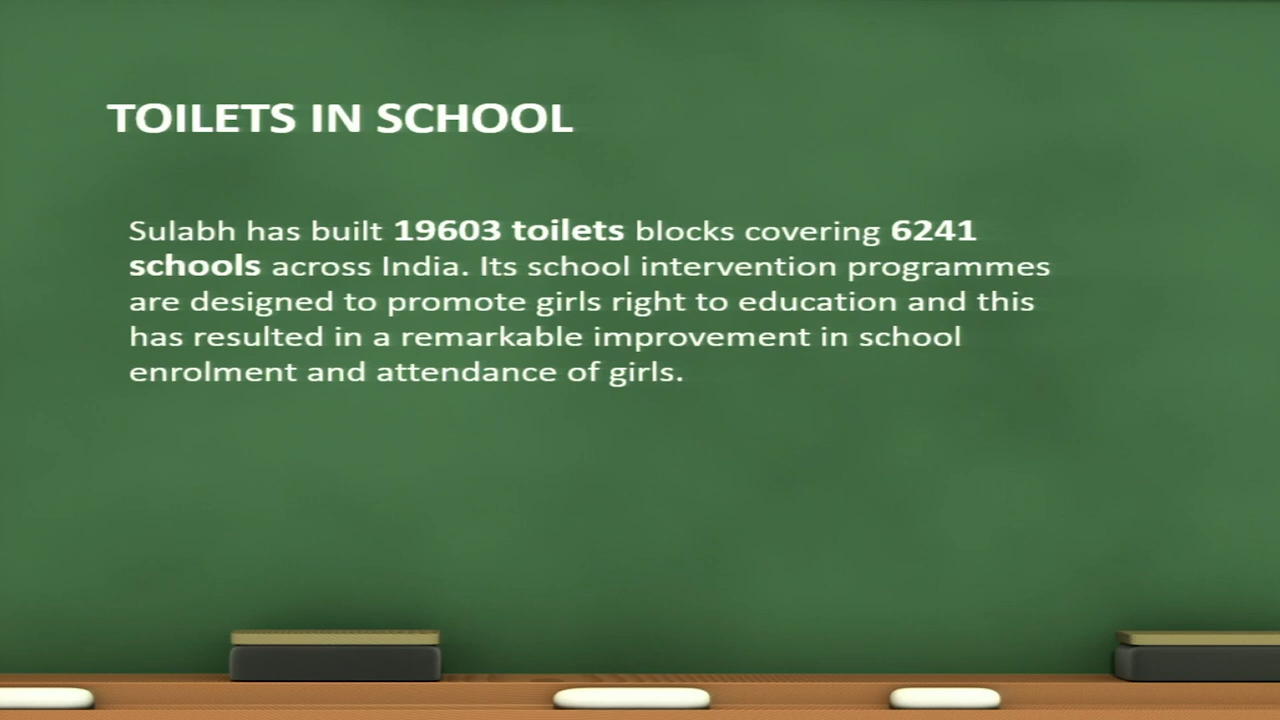 TOILETS IN SCHOOL
Sulabh has built 19603 toilets blocks covering 6241
schools across India. Its school intervention programmes
are designed to promote girls right to education and this
has resulted in a remarkable improvement in school
enrolment and attendance of girls.